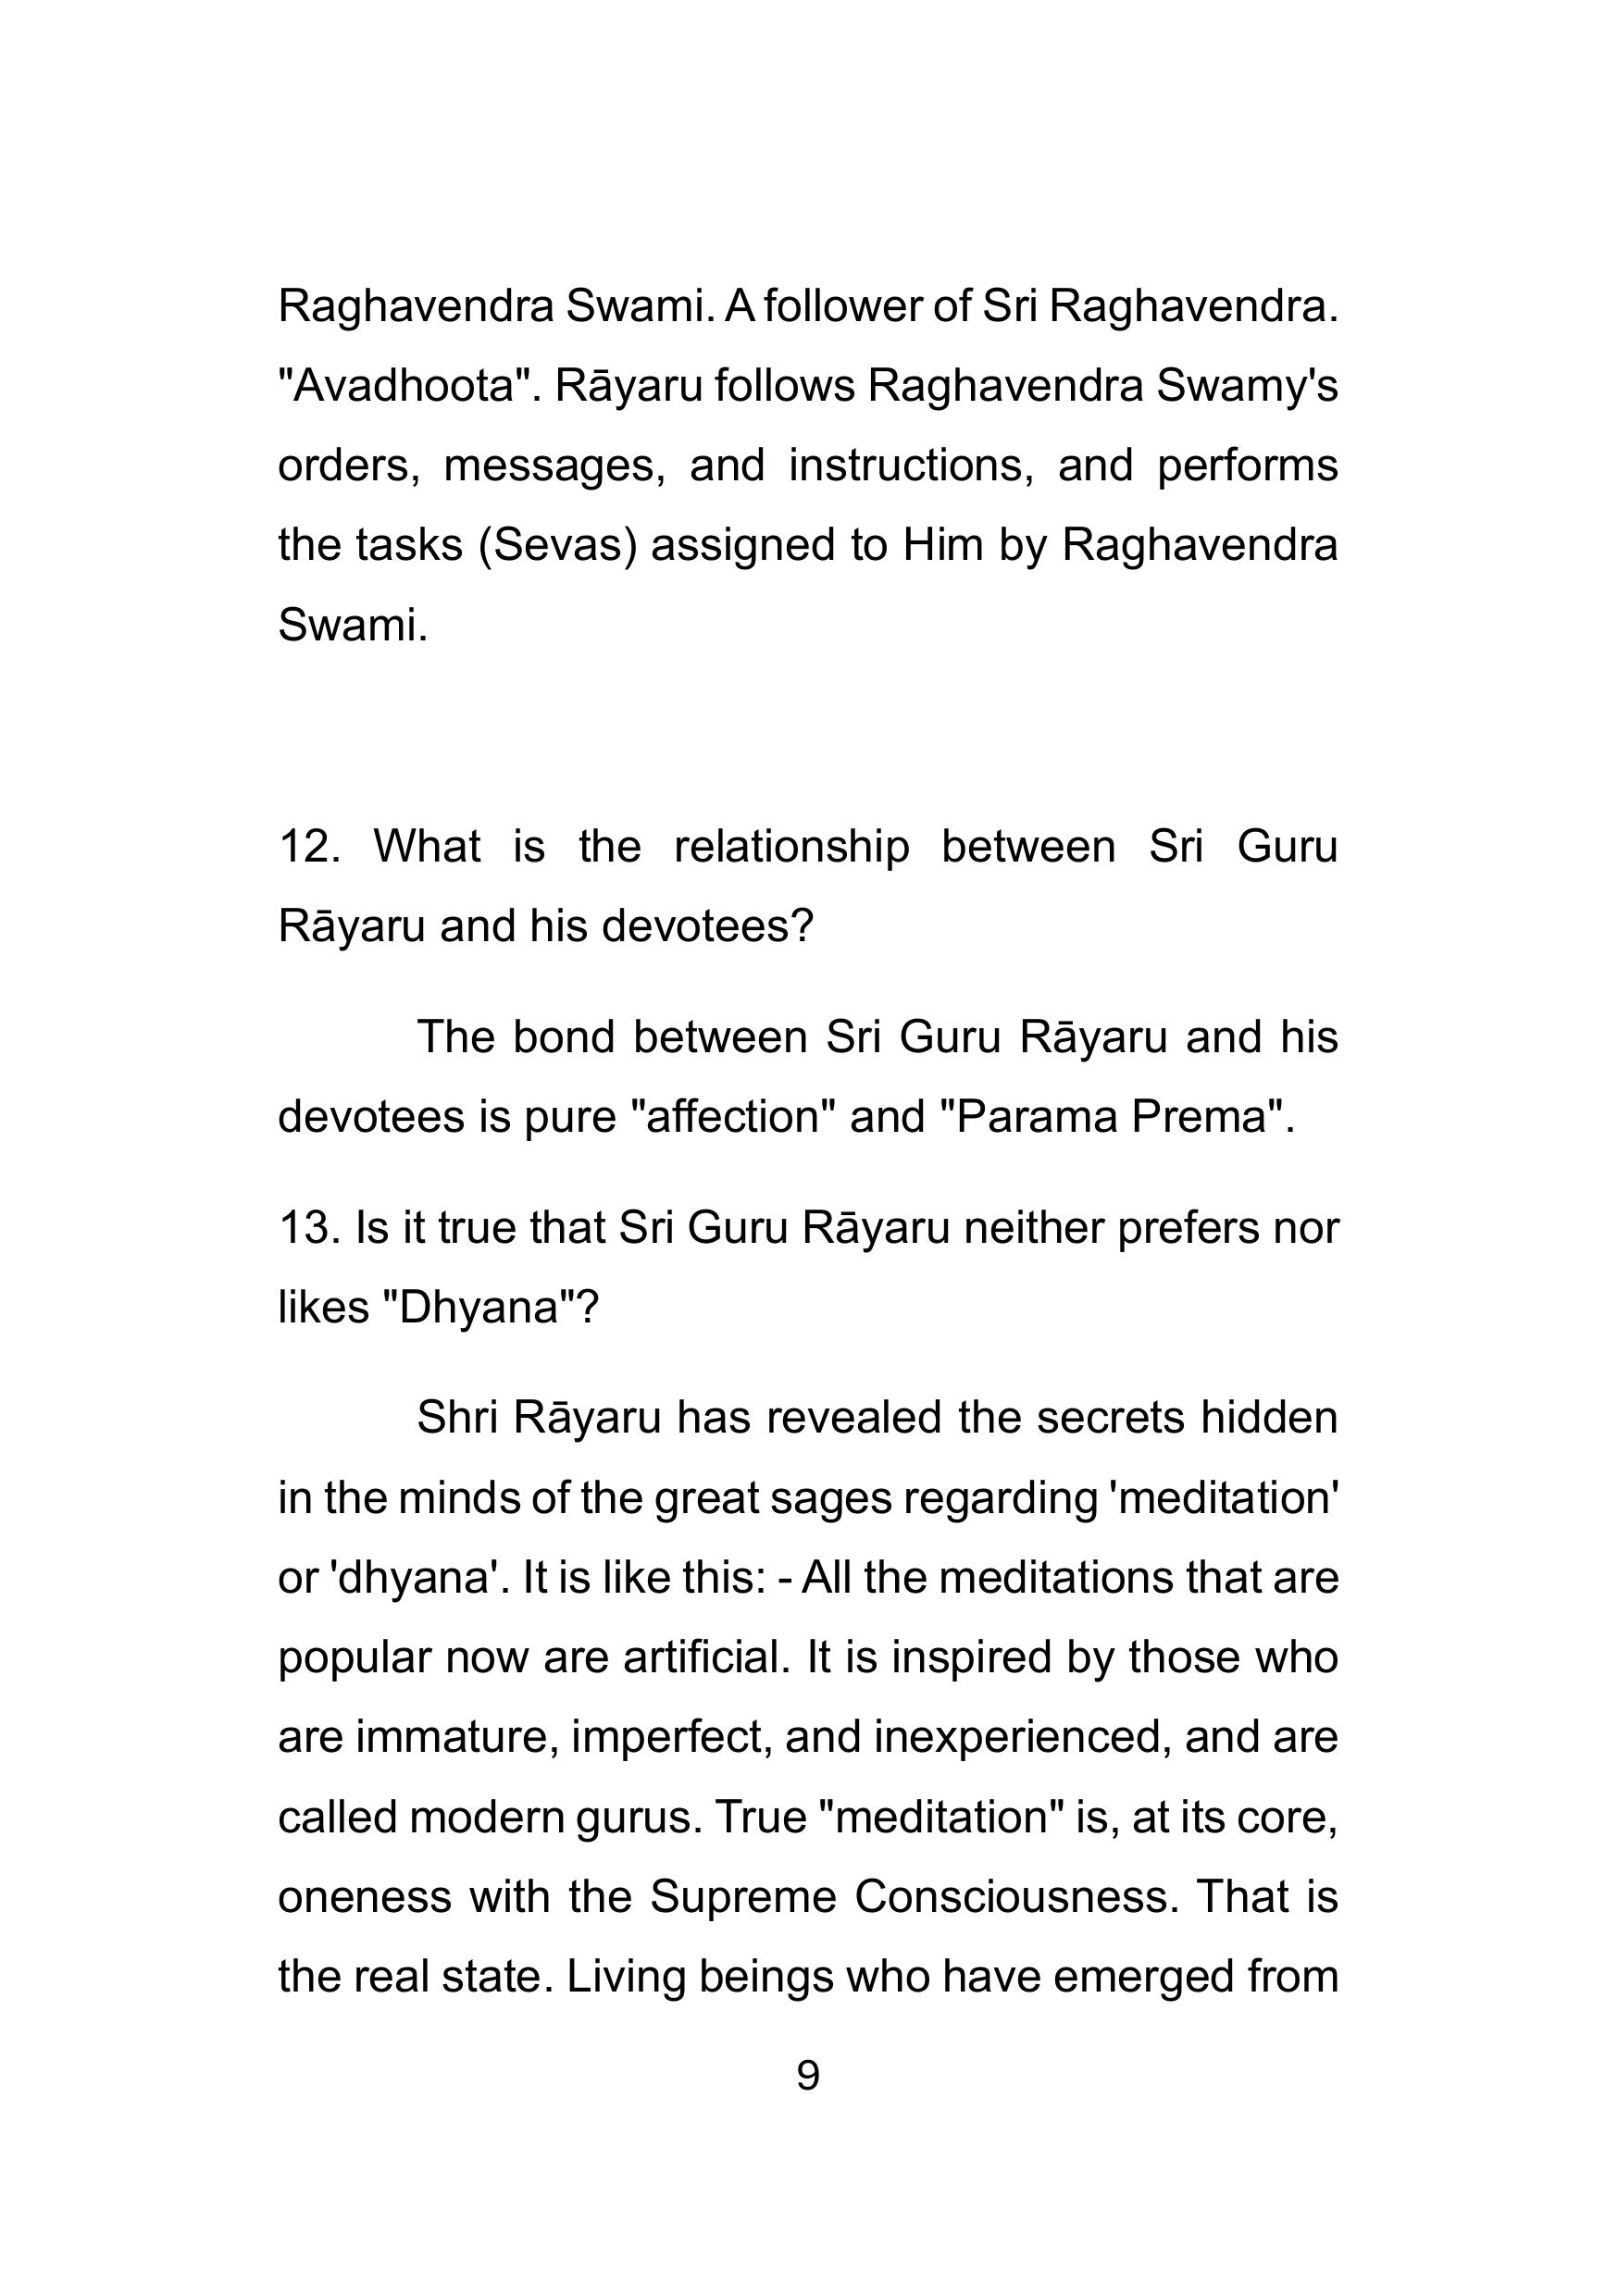 Raghavendra Swami. A follower of Sri Raghavendra.
"Avadhoota". Rāyaru follows Raghavendra Swamy's
orders, messages, and instructions, and performs
the tasks (Sevas) assigned to Him by Raghavendra
Swami.
12. What is the relationship between Sri Guru
Rāyaru and his devotees?
The bond between Sri Guru Rāyaru and his
devotees is pure "affection" and "Parama Prema".
13. Is it true that Sri Guru Rāyaru neither prefers nor
likes "Dhyana"?
Shri Rāyaru has revealed the secrets hidden
in the minds of the great sages regarding 'meditation'
or 'dhyana'. It is like this: - All the meditations that are
popular now are artificial. It is inspired by those who
are immature, imperfect, and inexperienced, and are
called modern gurus. True "meditation" is, at its core,
oneness with the Supreme Consciousness. That is
the real state. Living beings who have emerged from
9